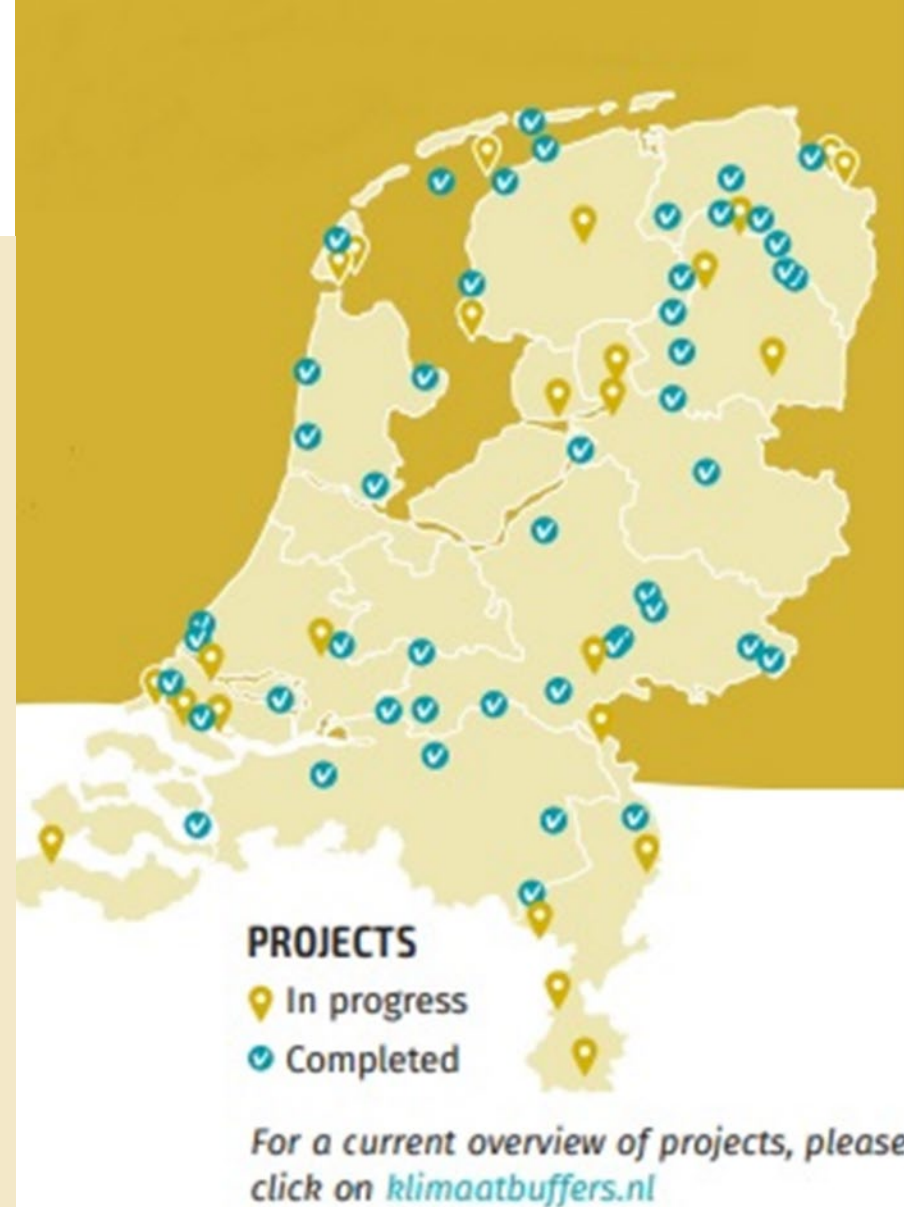 PROJECTS
In progress
Completed
For a current overview of projects, please
click on klimaatbuffers.nl